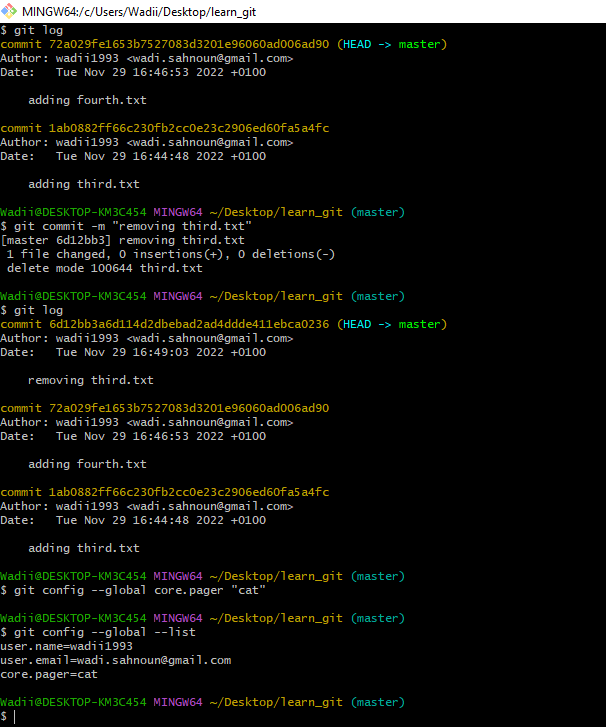 MINGW64:/c/Users/Wadii/Desktop/learn_git
$ git log
commit 72a029fe1653b7527083d3201e96060ad006ad90 (HEAD -> master)
Author: wadii1993 <wadi.sahnoun@gmail.com>
Date:   Tue Nov 29 16:46:53 2022 +0100

    adding fourth.txt

commit 1ab0882ff66c230fb2cc0e23c2906ed60fa5a4fc
Author: wadii1993 <wadi.sahnoun@gmail.com>
Date:   Tue Nov 29 16:44:48 2022 +0100

    adding third.txt

Wadii@DESKTOP-KM3C454 MINGW64 ~/Desktop/learn_git (master)
$ git commit -m "removing third.txt"
[master 6d12bb3] removing third.txt
 1 file changed, 0 insertions(+), 0 deletions(-)
 delete mode 100644 third.txt

Wadii@DESKTOP-KM3C454 MINGW64 ~/Desktop/learn_git (master)
$ git log
commit 6d12bb3a6d114d2dbebad2ad4ddde411ebca0236 (HEAD -> master)
Author: wadii1993 <wadi.sahnoun@gmail.com>
Date:   Tue Nov 29 16:49:03 2022 +0100

    removing third.txt

commit 72a029fe1653b7527083d3201e96060ad006ad90
Author: wadii1993 <wadi.sahnoun@gmail.com>
Date:   Tue Nov 29 16:46:53 2022 +0100

    adding fourth.txt

commit 1ab0882ff66c230fb2cc0e23c2906ed60fa5a4fc
Author: wadii1993 <wadi.sahnoun@gmail.com>
Date:   Tue Nov 29 16:44:48 2022 +0100

    adding third.txt

Wadii@DESKTOP-KM3C454 MINGW64 ~/Desktop/learn_git (master)
$ git config --global core.pager "cat"

Wadii@DESKTOP-KM3C454 MINGW64 ~/Desktop/learn_git (master)
$ git config --global --list
user.name=wadii1993
user.email=wadi.sahnoun@gmail.com
core.pager=cat

Wadii@DESKTOP-KM3C454 MINGW64 ~/Desktop/learn_git (master)
$